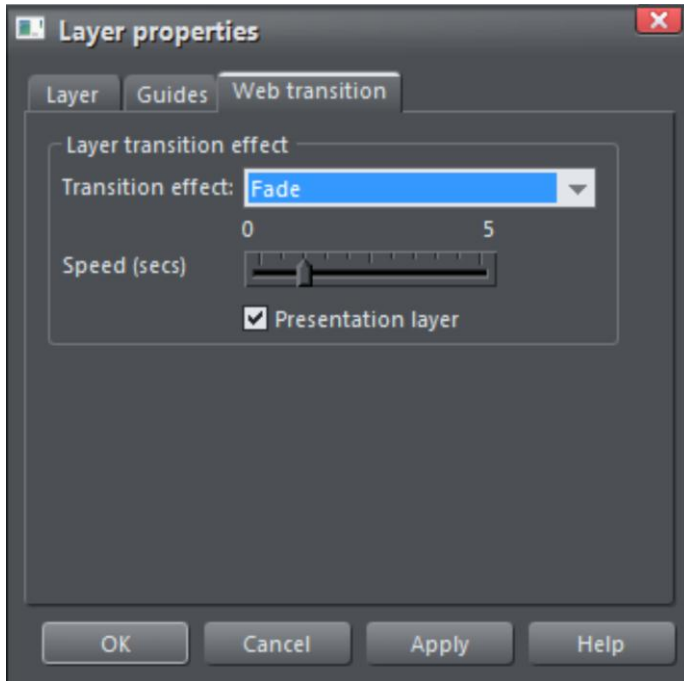 Layer properties
Layer Guides Web transition
Layer transition effect
Transition effect: Fade
0 5
Speed (secs)
Presentation layer
OK Cancel Apply Help